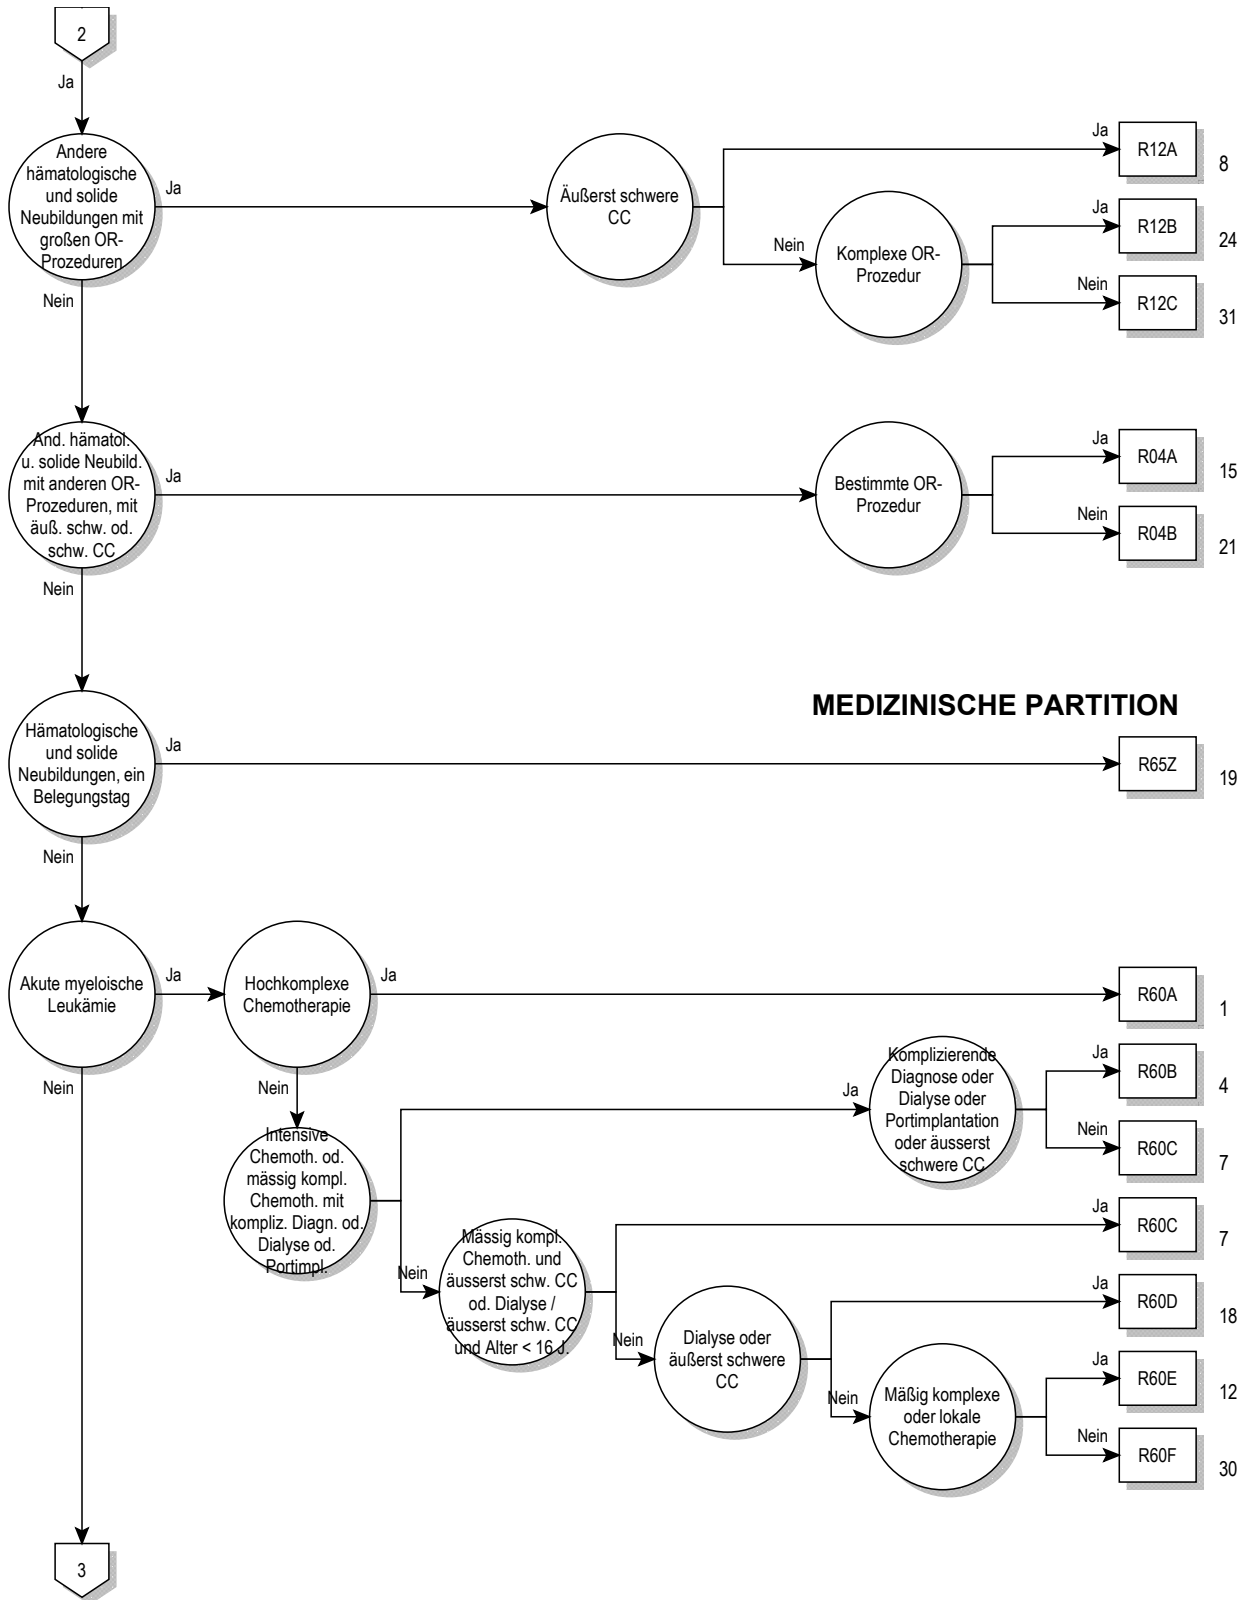 2
Ja
Andere
hämatologische
und solide
Neubildungen mit
großen OR-
Prozeduren
Ja
Äußerst schwere
CC
Ja
R12A
8
Nein
Komplexe OR-
Prozedur
Ja
R12B
24
Nein
R12C
31
Nein
And. hämatol.
u. solide Neubild.
mit anderen OR-
Prozeduren, mit
äuß. schw. od.
schw. CC
Ja
Bestimmte OR-
Prozedur
Ja
R04A
15
Nein
R04B
21
Nein
MEDIZINISCHE PARTITION
Hämatologische
und solide
Neubildungen, ein
Belegungstag
Ja
R65Z
19
Nein
Akute myeloische
Leukämie
Ja
Hochkomplexe
Chemotherapie
Ja
R60A
1
Nein
Nein
Intensive
Chemoth. od.
mässig kompl.
Chemoth. mit
kompliz. Diagn. od.
Dialyse od.
Portimpl.
Ja
Komplizierende
Diagnose oder
Dialyse oder
Portimplantation
oder äusserst
schwere CC
Ja
R60B
4
Nein
R60C
7
Nein
Mässig kompl.
Chemoth. und
äusserst schw. CC
od. Dialyse /
äusserst schw. CC
und Alter < 16 J.
Ja
R60C
7
Nein
Dialyse oder
äußerst schwere
CC
Ja
R60D
18
Nein
Mäßig komplexe
oder lokale
Chemotherapie
Ja
R60E
12
Nein
R60F
30
3